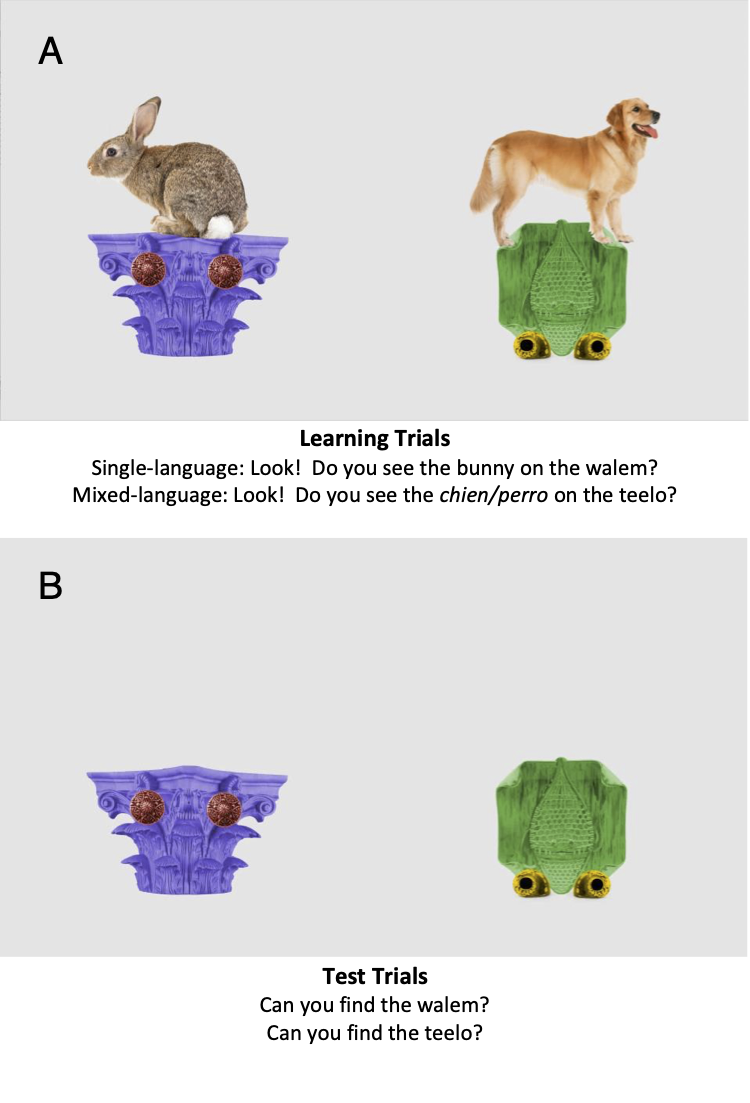 A
Learning Trials
Single-language: Look!  Do you see the bunny on the walem?
Mixed-language: Look!  Do you see the chien/perro on the teelo?
B
Test Trials
Can you find the walem?
Can you find the teelo?